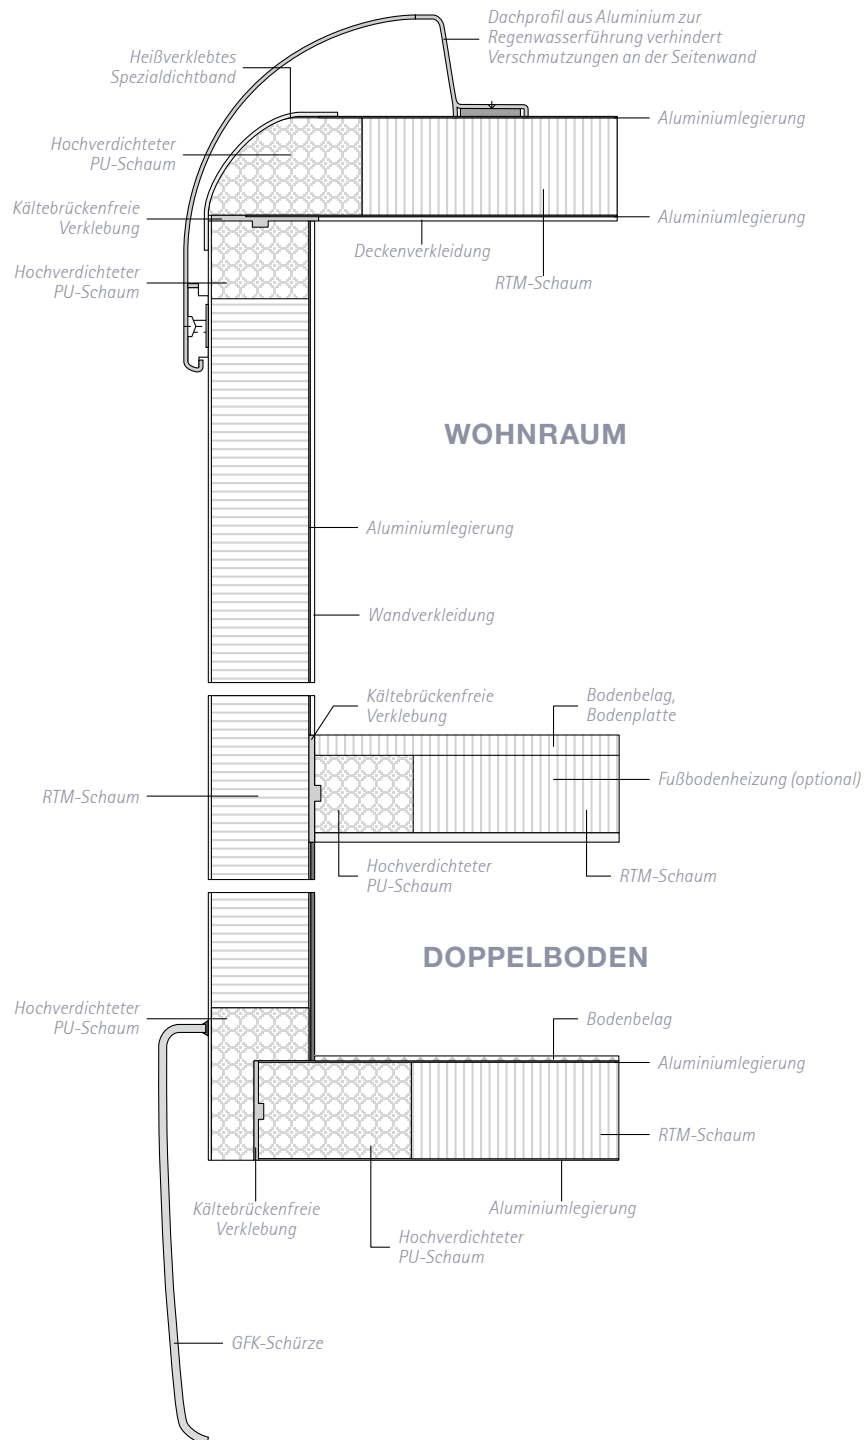 Dachprofil aus Aluminium zur
Regenwasserführung verhindert
Verschmutzungen an der Seitenwand
Heißverklebtes
Spezialdichtband
Aluminiumlegierung
Hochverdichteter
PU-Schaum
Kältebrückenfreie
Verklebung
Aluminiumlegierung
Deckenverkleidung
Hochverdichteter
PU-Schaum
RTM-Schaum
WOHNRAUM
Aluminiumlegierung
Wandverkleidung
Kältebrückenfreie
Verklebung
Bodenbelag,
Bodenplatte
Fußbodenheizung (optional)
RTM-Schaum
Hochverdichteter
PU-Schaum
RTM-Schaum
DOPPELBODEN
Hochverdichteter
PU-Schaum
Bodenbelag
Aluminiumlegierung
RTM-Schaum
Kältebrückenfreie
Verklebung
Aluminiumlegierung
Hochverdichteter
PU-Schaum
GFK-Schürze